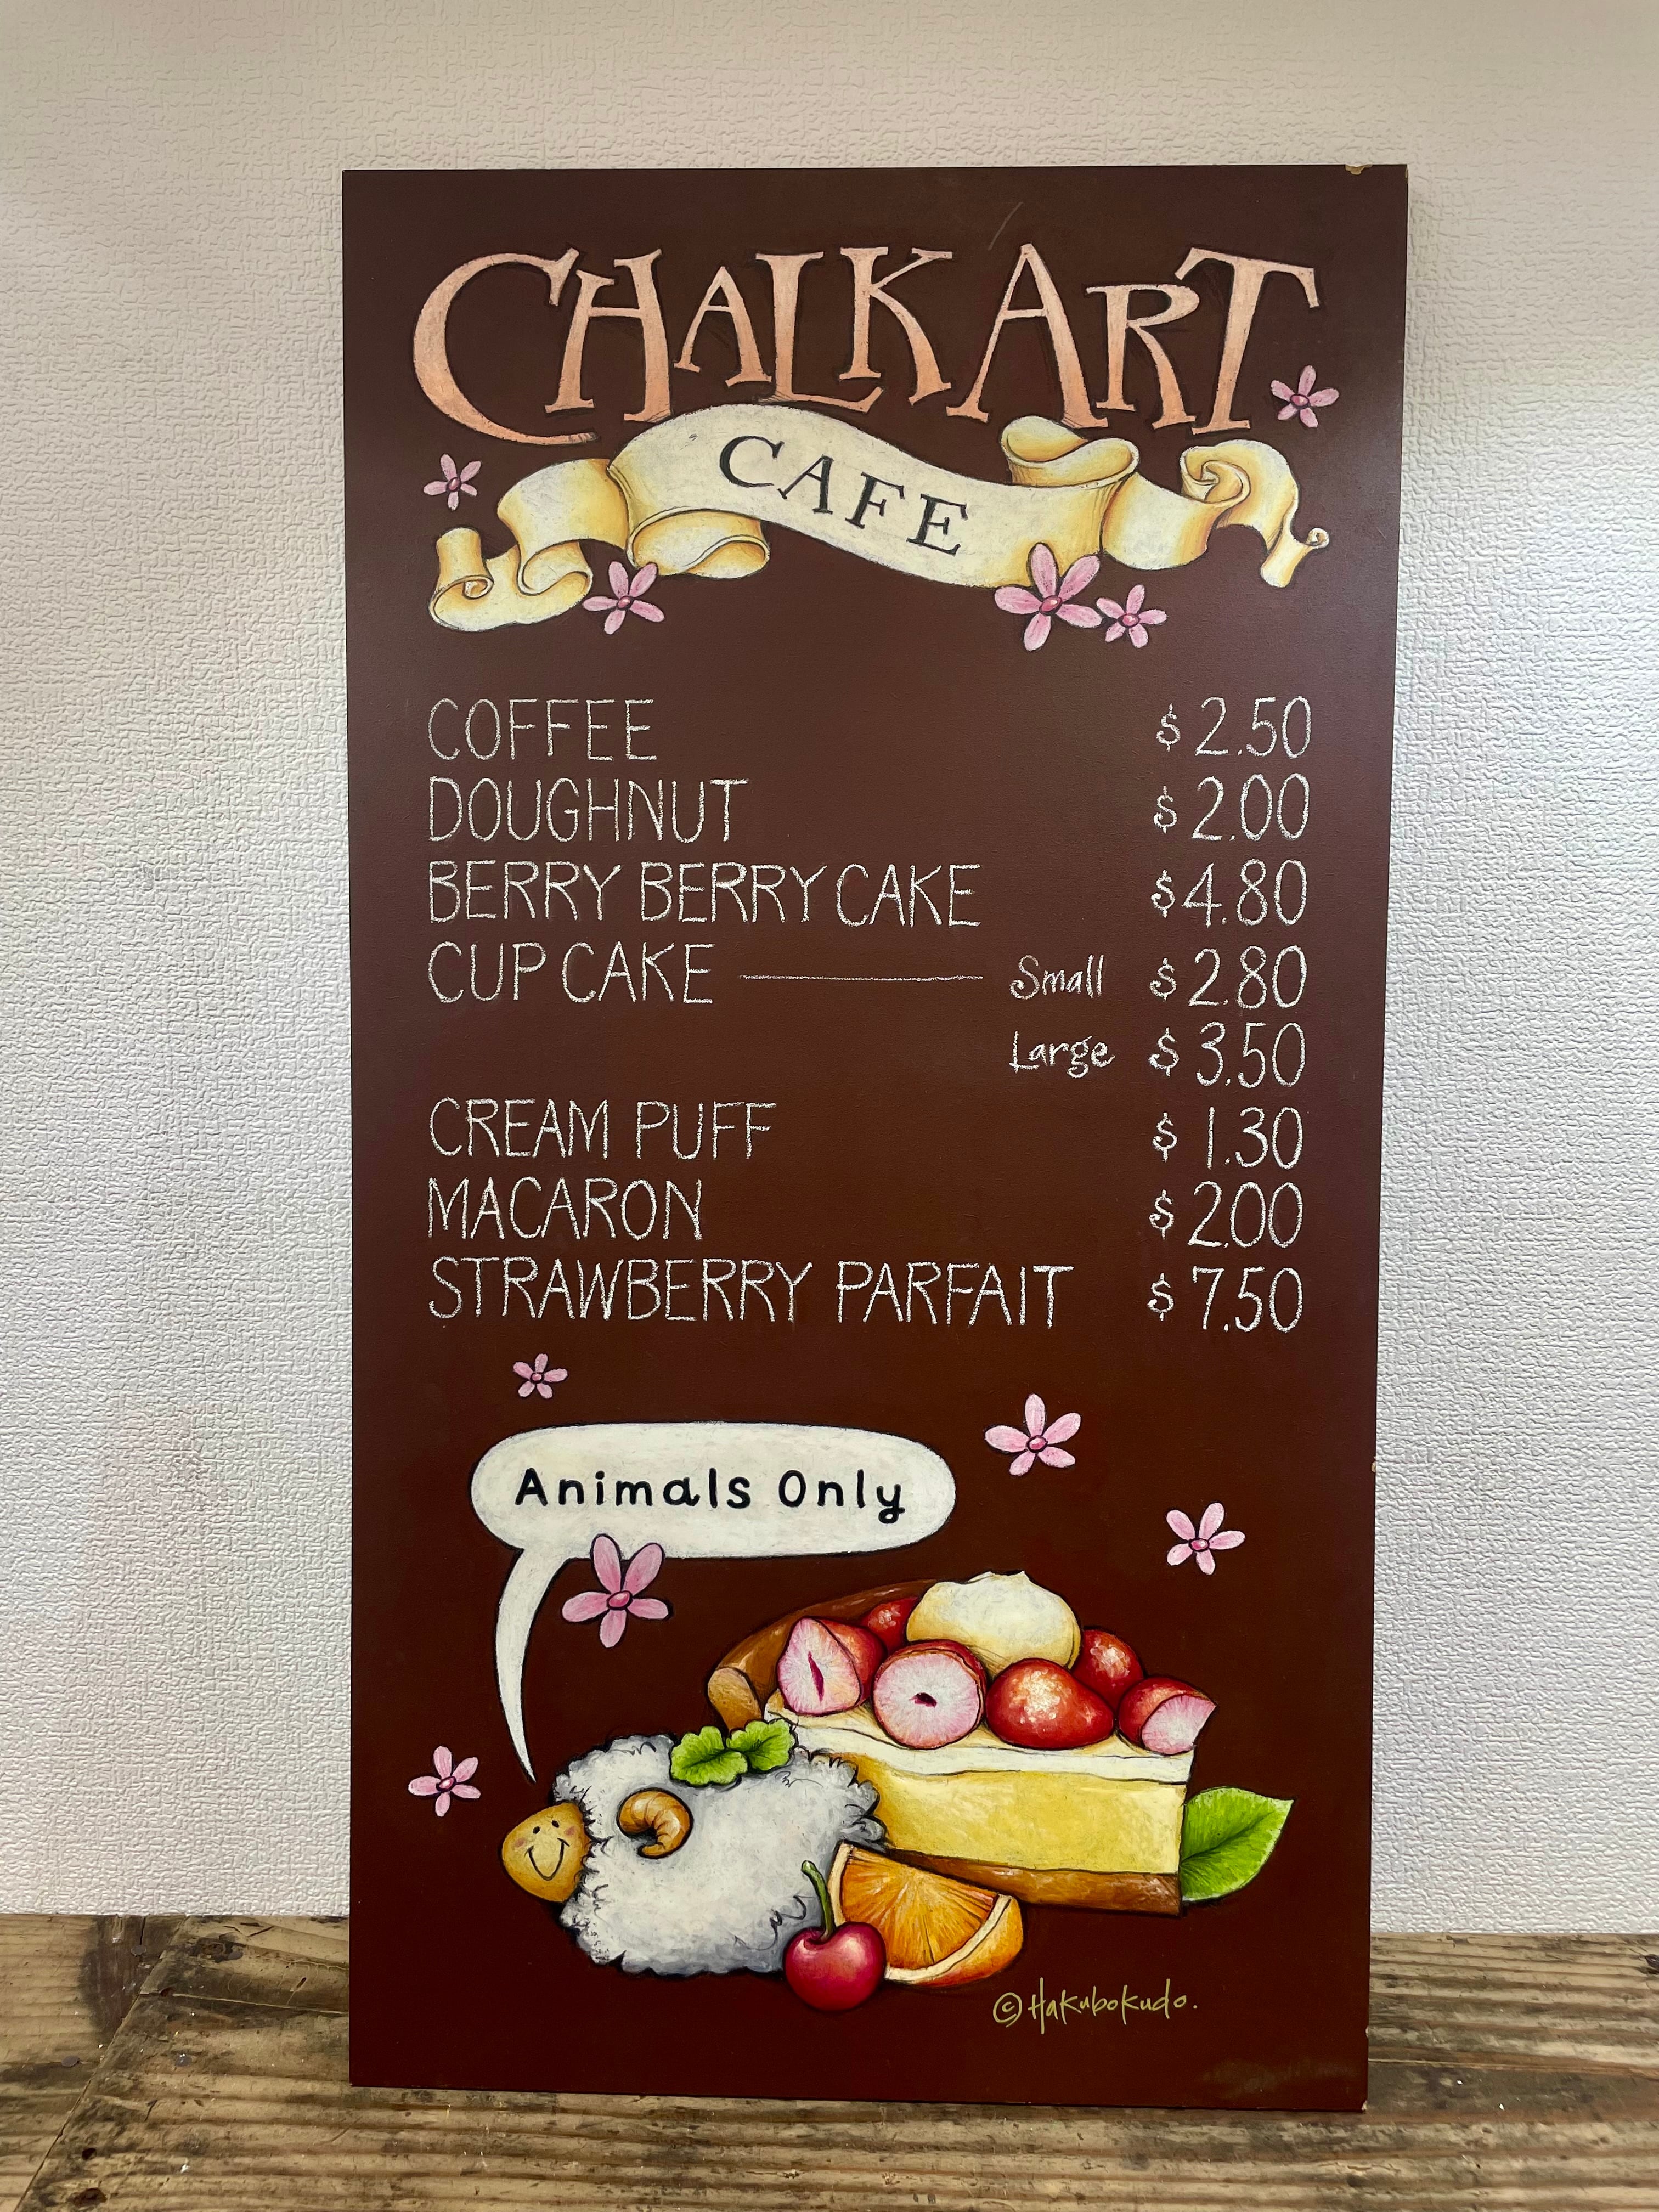 CHALK ART
CAFE
COFFEE $2.50
DOUGHNUT $2.00
BERRY BERRY CAKE $4.80
CUP CAKE Small $2.80
Large $3.50
CREAM PUFF $1.30
MACARON $2.00
STRAWBERRY PARFAIT $7.50
Animals Only
©Hakubokudo.